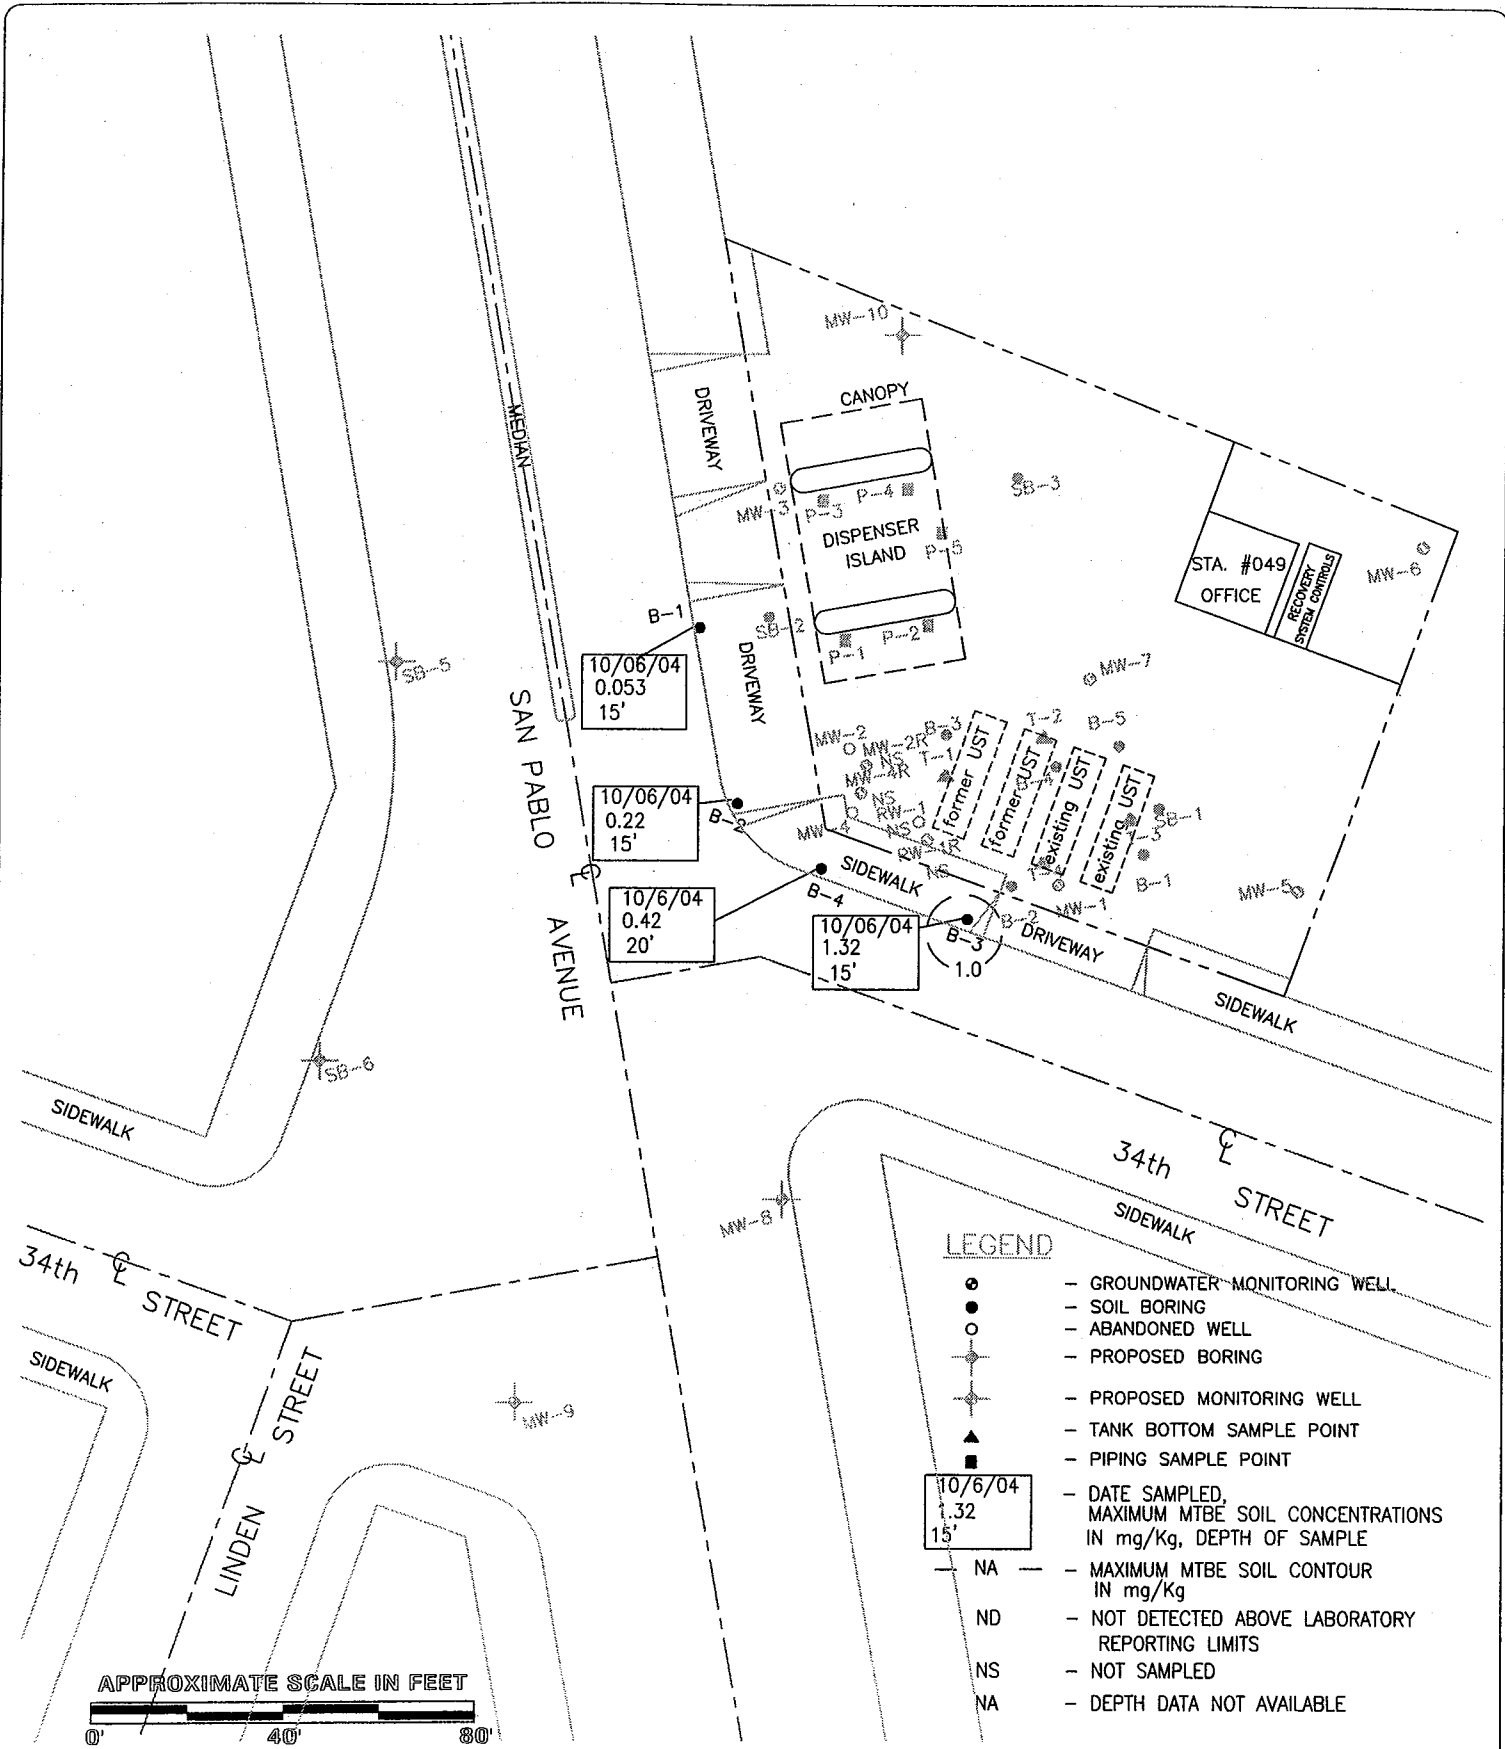 MW-10
CANOPY
DRIVEWAY
MEDIAN
MW-3
P-3
P-4
SB-3
DISPENSER
ISLAND
P-5
STA. #049
OFFICE
RECOVERY
SYSTEM CONTROLS
MW-6
B-1
SB-2
P-1
P-2
10/06/04
0.053
15'
SB-5
DRIVEWAY
MW-7
SAN PABLO
AVENUE
MW-2
MW-2R
NS
B-3
T-1
T-2
B-5
MW-4R
NS
former UST
former UST
existing UST
existing UST
RW-1
NS
SB-1
10/06/04
0.22
15'
B-2
MW-4
RW-1R
NS
T-3
B-1
SIDEWALK
MW-1
MW-5
10/6/04
0.42
20'
B-4
10/06/04
1.32
15'
B-3
1.0
B-2
DRIVEWAY
SIDEWALK
SB-6
SIDEWALK
34th
STREET
SIDEWALK
MW-8
34th
STREET
SIDEWALK
MW-9
LINDEN
STREET
LEGEND
- GROUNDWATER MONITORING WELL
- SOIL BORING
- ABANDONED WELL
- PROPOSED BORING
- PROPOSED MONITORING WELL
- TANK BOTTOM SAMPLE POINT
- PIPING SAMPLE POINT
10/6/04
1.32
15'
- DATE SAMPLED,
MAXIMUM MTBE SOIL CONCENTRATIONS
IN mg/Kg, DEPTH OF SAMPLE
— NA — - MAXIMUM MTBE SOIL CONTOUR
IN mg/Kg
ND - NOT DETECTED ABOVE LABORATORY
REPORTING LIMITS
NS - NOT SAMPLED
NA - DEPTH DATA NOT AVAILABLE
APPROXIMATE SCALE IN FEET
0' 40' 80'